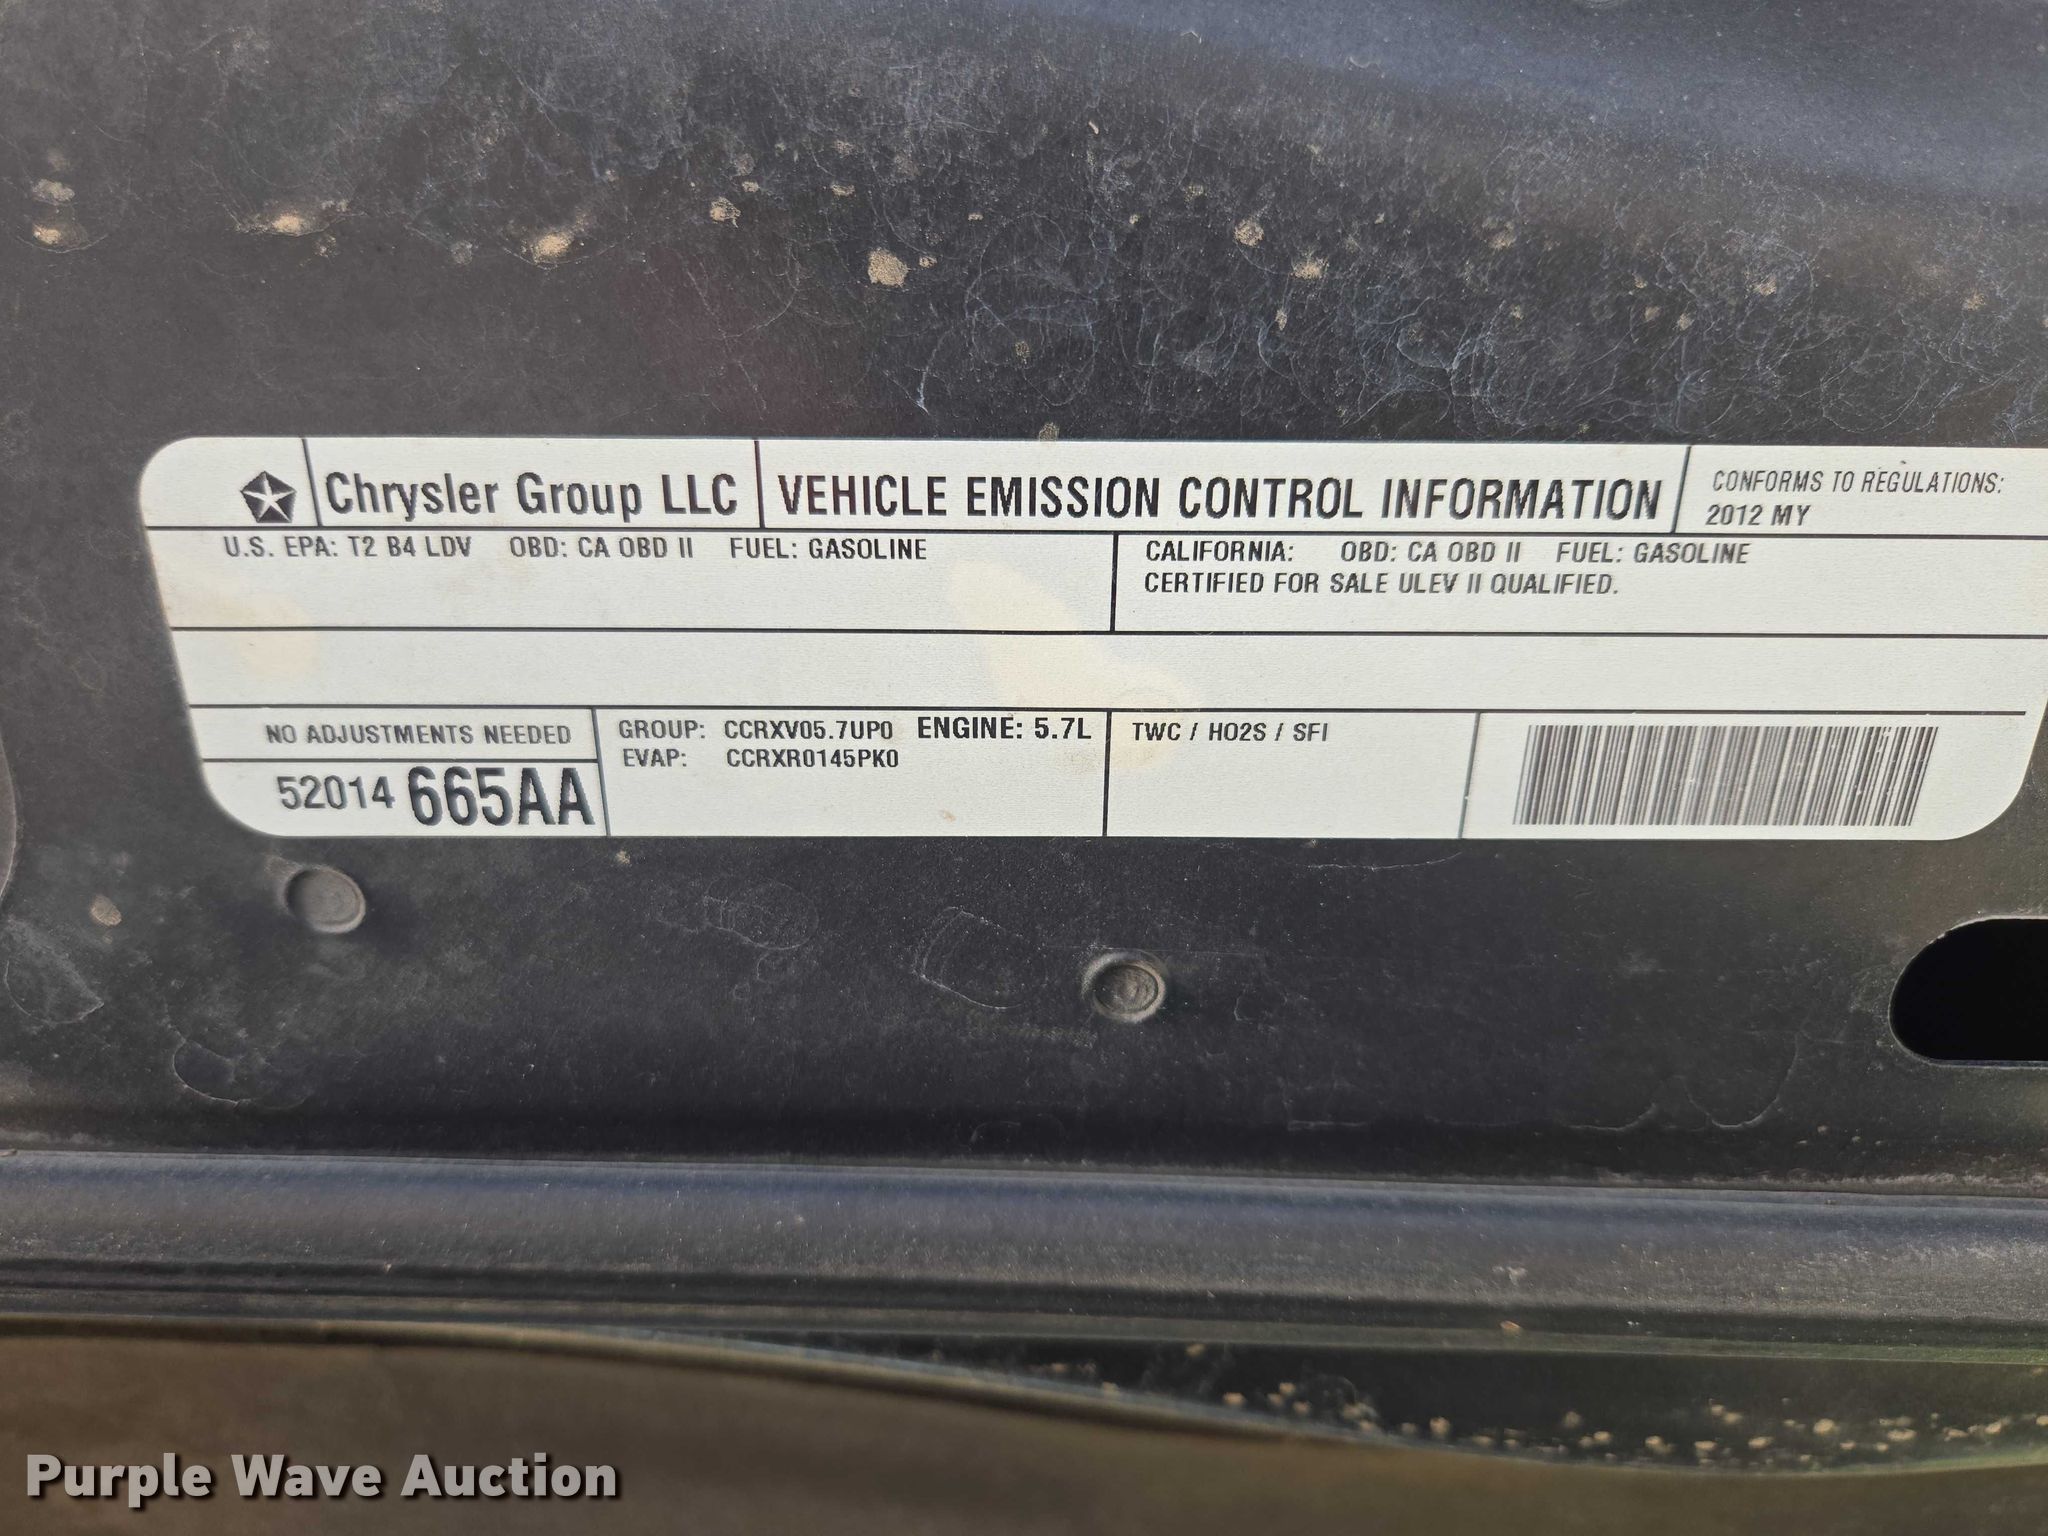 Chrysler Group LLC VEHICLE EMISSION CONTROL INFORMATION
CONFORMS TO REGULATIONS:
2012 MY
U.S. EPA: T2 B4 LDV OBD: CA OBD II FUEL: GASOLINE
CALIFORNIA: OBD: CA OBD II FUEL: GASOLINE
CERTIFIED FOR SALE ULEV II QUALIFIED.
NO ADJUSTMENTS NEEDED
52014 665AA
GROUP: CCRXV05.7UP0 ENGINE: 5.7L
EVAP: CCRXR0145PK0
TWC / HO2S / SFI
Purple Wave Auction